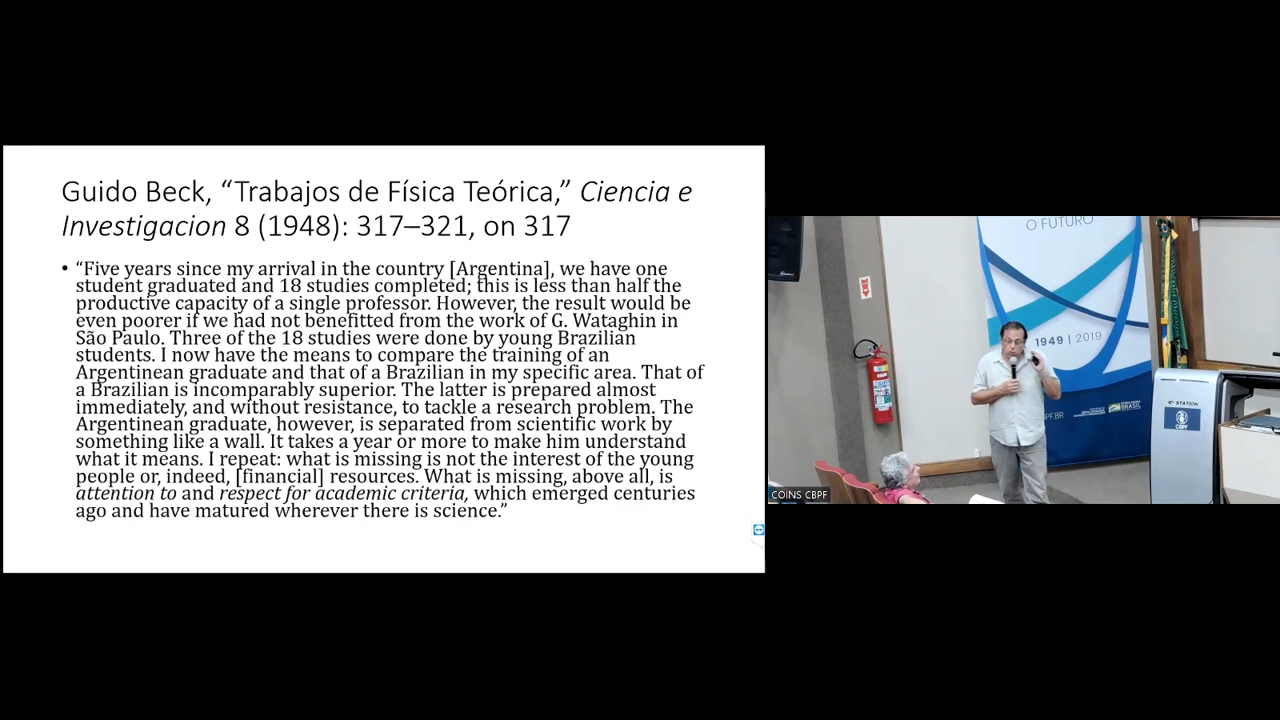 Guido Beck, “Trabajos de Física Teórica,” Ciencia e
Investigacion 8 (1948): 317–321, on 317
• “Five years since my arrival in the country [Argentina], we have one
student graduated and 18 studies completed; this is less than half the
productive capacity of a single professor. However, the result would be
even poorer if we had not benefitted from the work of G. Wataghin in
São Paulo. Three of the 18 studies were done by young Brazilian
students. I now have the means to compare the training of an
Argentinean graduate and that of a Brazilian in my specific area. That of
a Brazilian is incomparably superior. The latter is prepared almost
immediately, and without resistance, to tackle a research problem. The
Argentinean graduate, however, is separated from scientific work by
something like a wall. It takes a year or more to make him understand
what it means. I repeat: what is missing is not the interest of the young
people or, indeed, [financial] resources. What is missing, above all, is
attention to and respect for academic criteria, which emerged centuries
ago and have matured wherever there is science.”
O FUTURO
1949 | 2019
PF.BR
BRASIL
STATION
CBPF
COINS CBPF